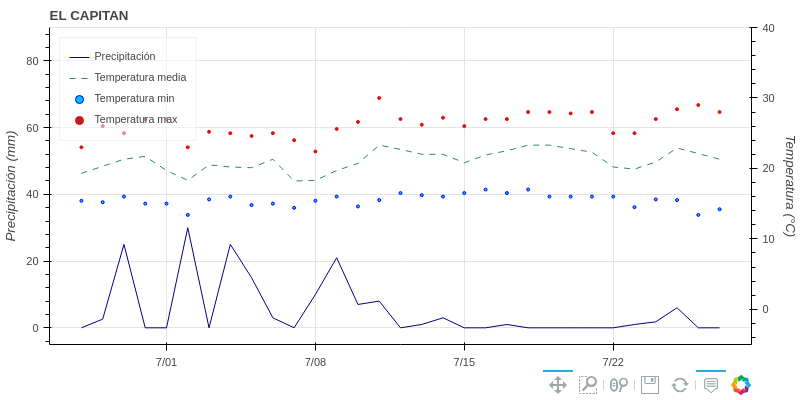 EL CAPITAN
Precipitación
Temperatura media
Temperatura min
Temperatura max
Precipitación (mm)
80
60
40
20
0
40
30
20
10
0
Temperatura (°C)
7/01
7/08
7/15
7/22